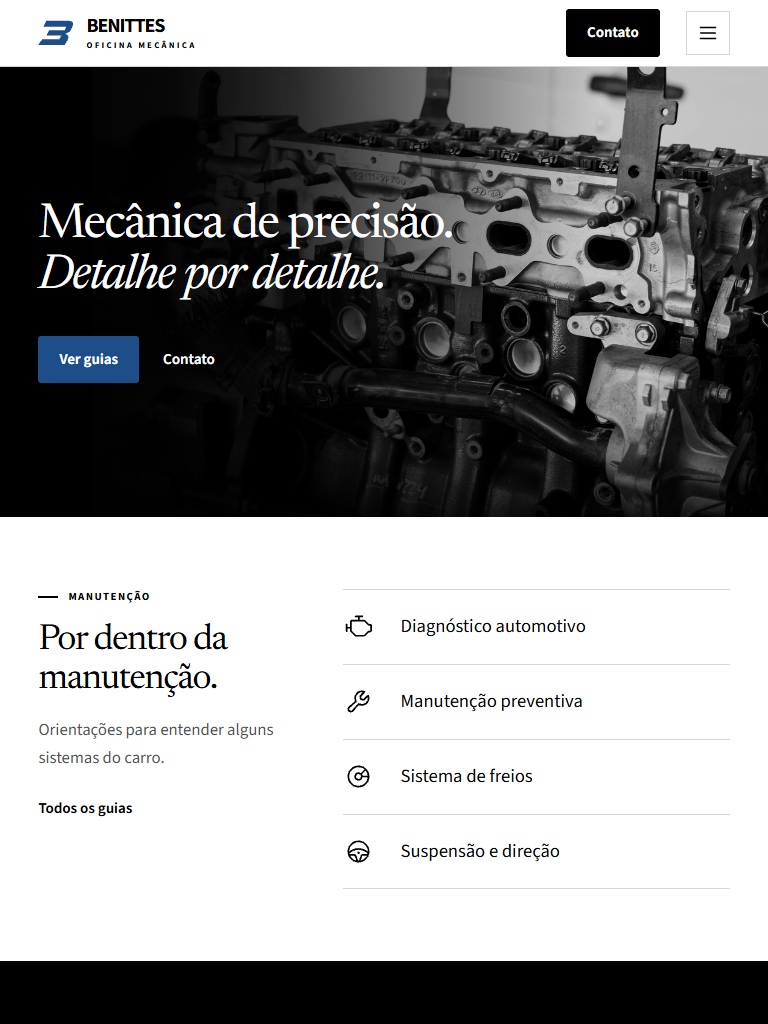 BENITTES
OFICINA MECÂNICA
Contato
Mecânica de precisão.
Detalhe por detalhe.
Ver guias
Contato
MANUTENÇÃO
Por dentro da
manutenção.
Orientações para entender alguns
sistemas do carro.
Todos os guias
Diagnóstico automotivo
Manutenção preventiva
Sistema de freios
Suspensão e direção